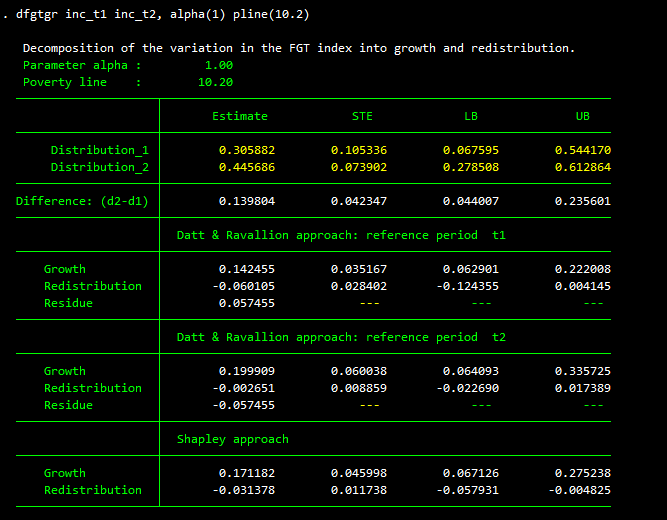 . dfgtgr inc_t1 inc_t2, alpha(1) pline(10.2)
Decomposition of the variation in the FGT index into growth and redistribution.
Parameter alpha : 1.00
Poverty line : 10.20
Estimate STE LB UB
Distribution_1 0.305882 0.105336 0.067595 0.544170
Distribution_2 0.445686 0.073902 0.278508 0.612864
Difference: (d2-d1) 0.139804 0.042347 0.044007 0.235601
Datt & Ravallion approach: reference period t1
Growth 0.142455 0.035167 0.062901 0.222008
Redistribution -0.060105 0.028402 -0.124355 0.004145
Residue 0.057455 --- --- ---
Datt & Ravallion approach: reference period t2
Growth 0.199909 0.060038 0.064093 0.335725
Redistribution -0.002651 0.008859 -0.022690 0.017389
Residue -0.057455 --- --- ---
Shapley approach
Growth 0.171182 0.045998 0.067126 0.275238
Redistribution -0.031378 0.011738 -0.057931 -0.004825